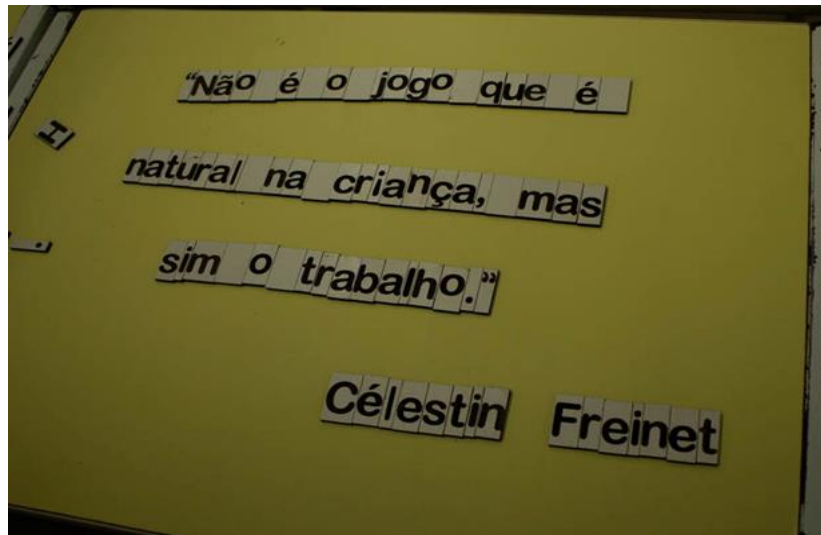 “Não é o jogo que é
natural na criança, mas
sim o trabalho.”
Célestin Freinet
H
.